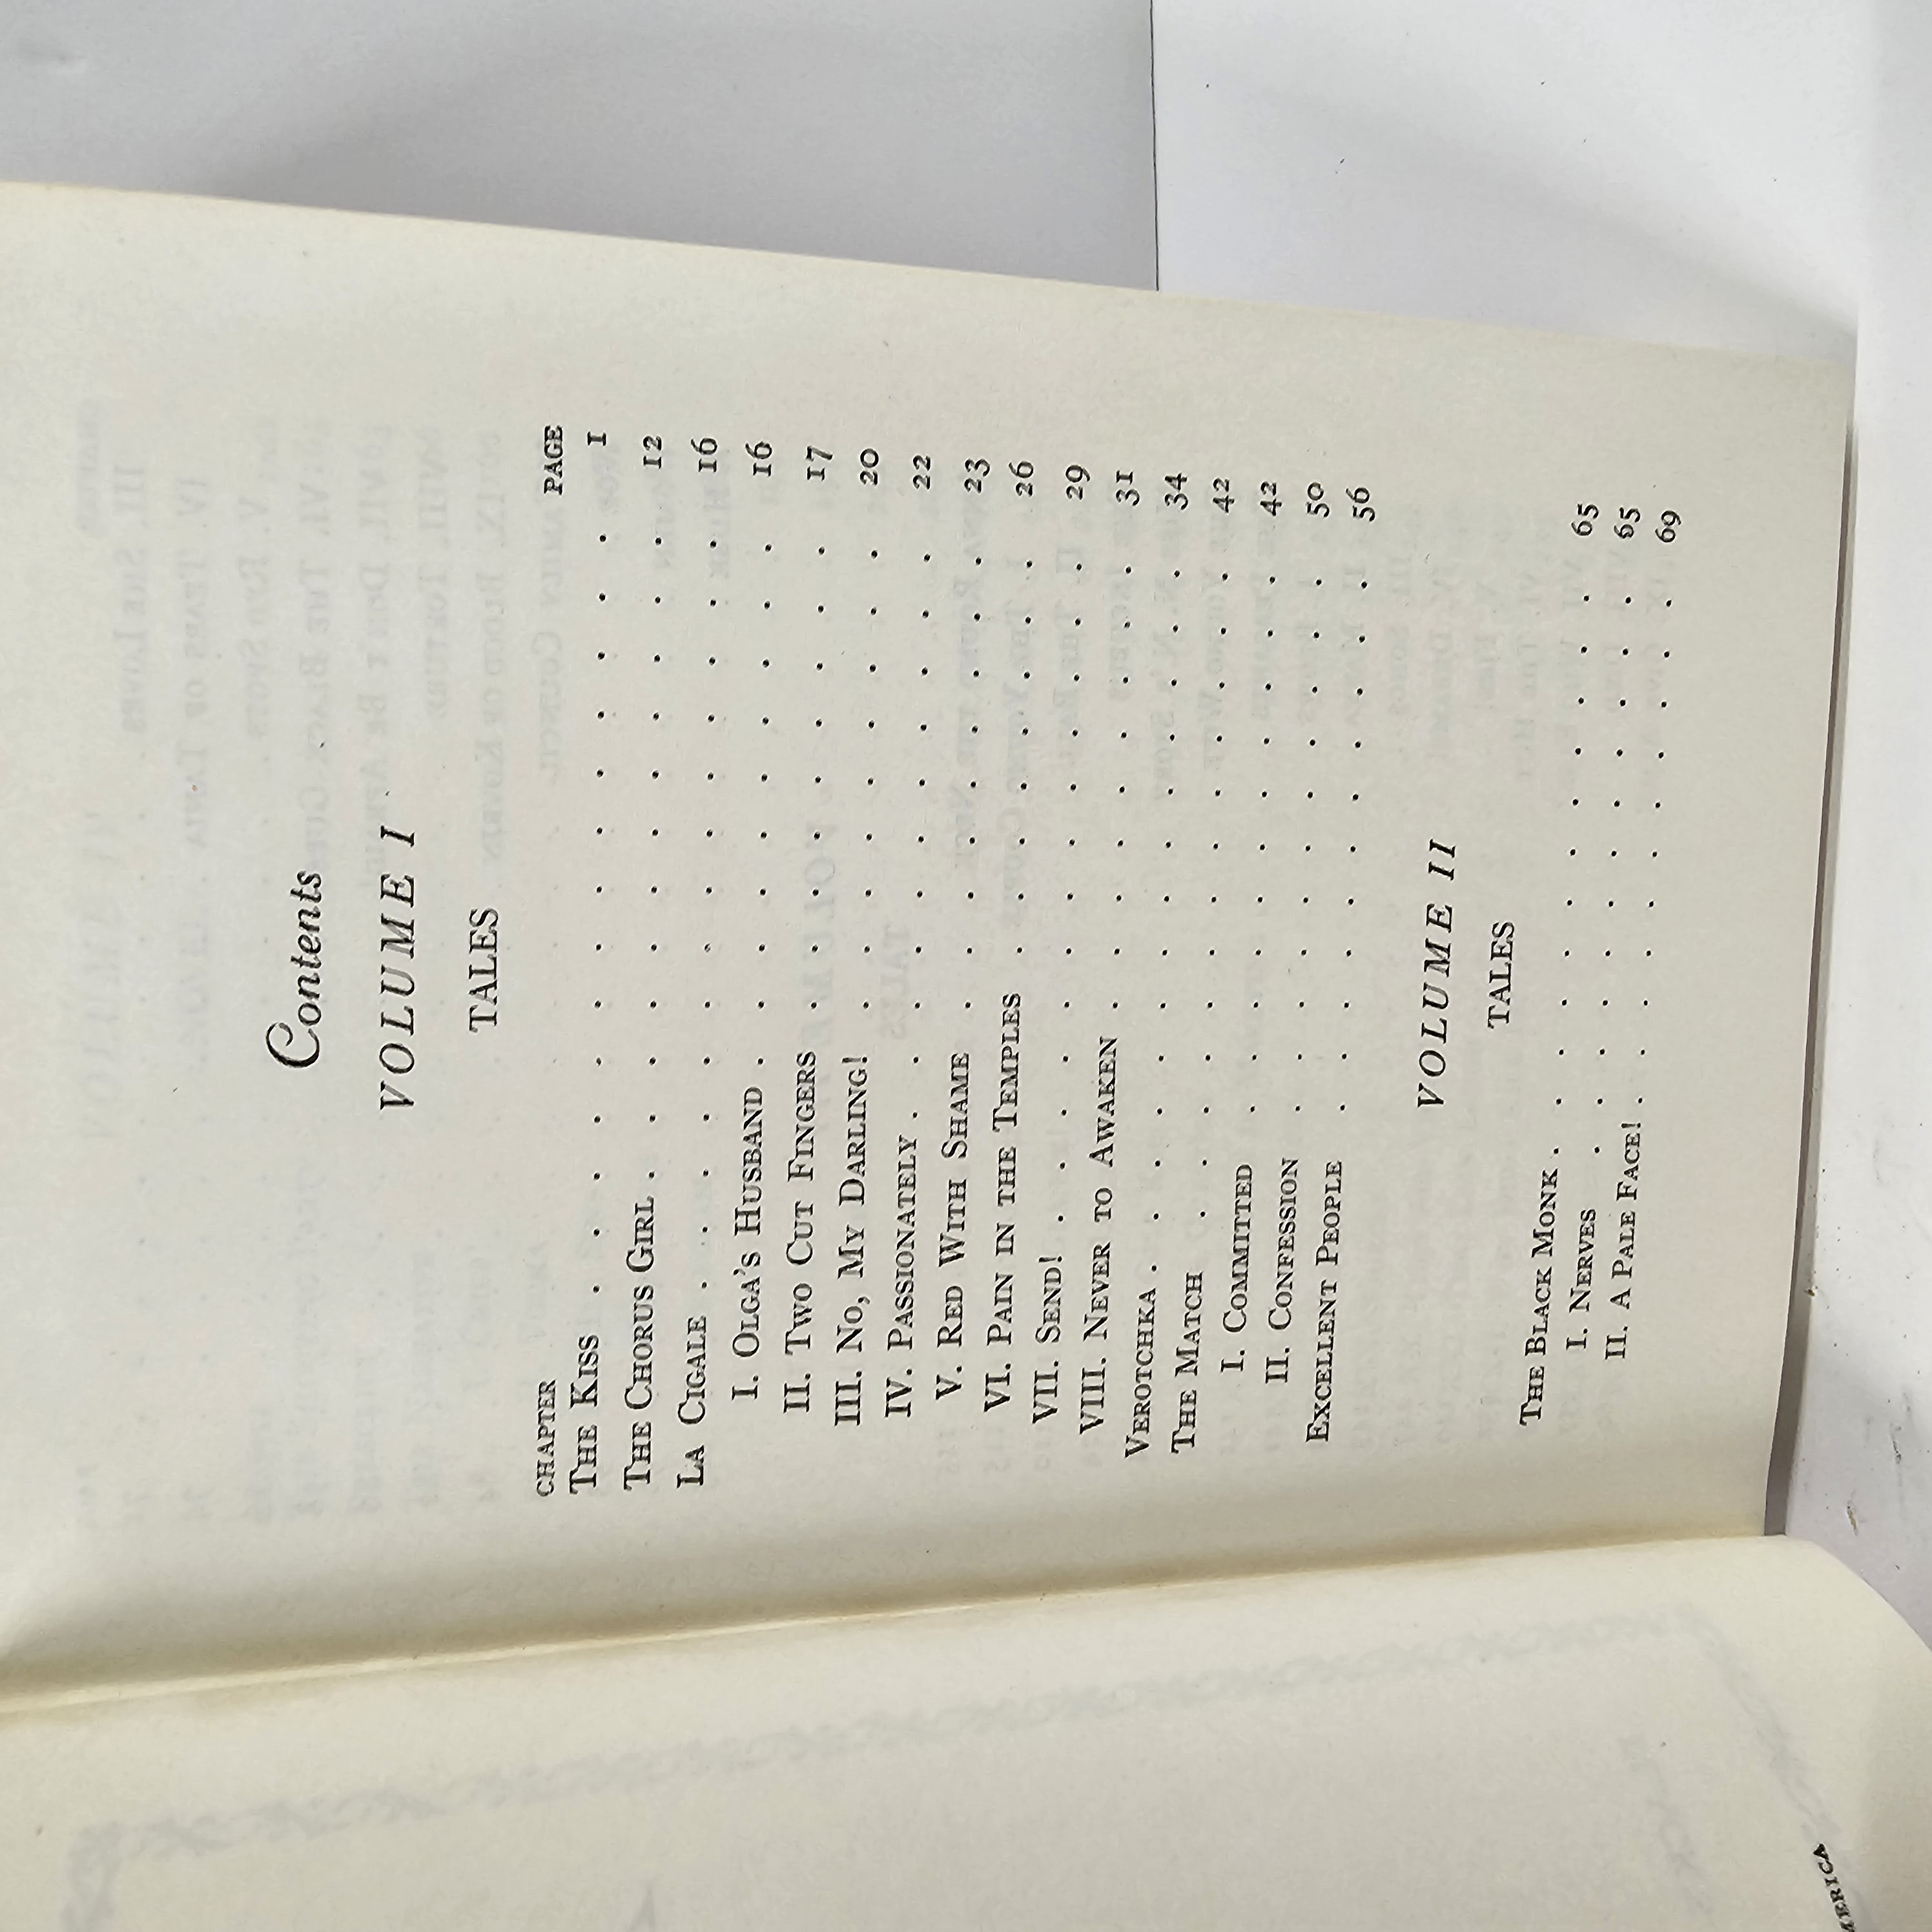 Contents
VOLUME I
TALES
CHAPTER PAGE
THE KISS . . . . . . . . . . . . . . 1
THE CHORUS GIRL . . . . . . . . . . . . 12
LA CIGALE . . . . . . . . . . . . . . 16
I. OLGA'S HUSBAND . . . . . . . . . . 16
II. TWO CUT FINGERS . . . . . . . . . 17
III. NO, MY DARLING! . . . . . . . . . 20
IV. PASSIONATELY . . . . . . . . . . . 22
V. RED WITH SHAME . . . . . . . . . 23
VI. PAIN IN THE TEMPLES . . . . . . . . 26
VII. SEND! . . . . . . . . . . . . . 29
VIII. NEVER TO AWAKEN . . . . . . . . . 31
VEROTCHKA . . . . . . . . . . . . . . 34
THE MATCH . . . . . . . . . . . . . 42
I. COMMITTED . . . . . . . . . . . 42
II. CONFESSION . . . . . . . . . . . 50
EXCELLENT PEOPLE . . . . . . . . . . . 56
VOLUME II
TALES
THE BLACK MONK . . . . . . . . . . . . 65
I. NERVES . . . . . . . . . . . . 65
II. A PALE FACE! . . . . . . . . . . . 69